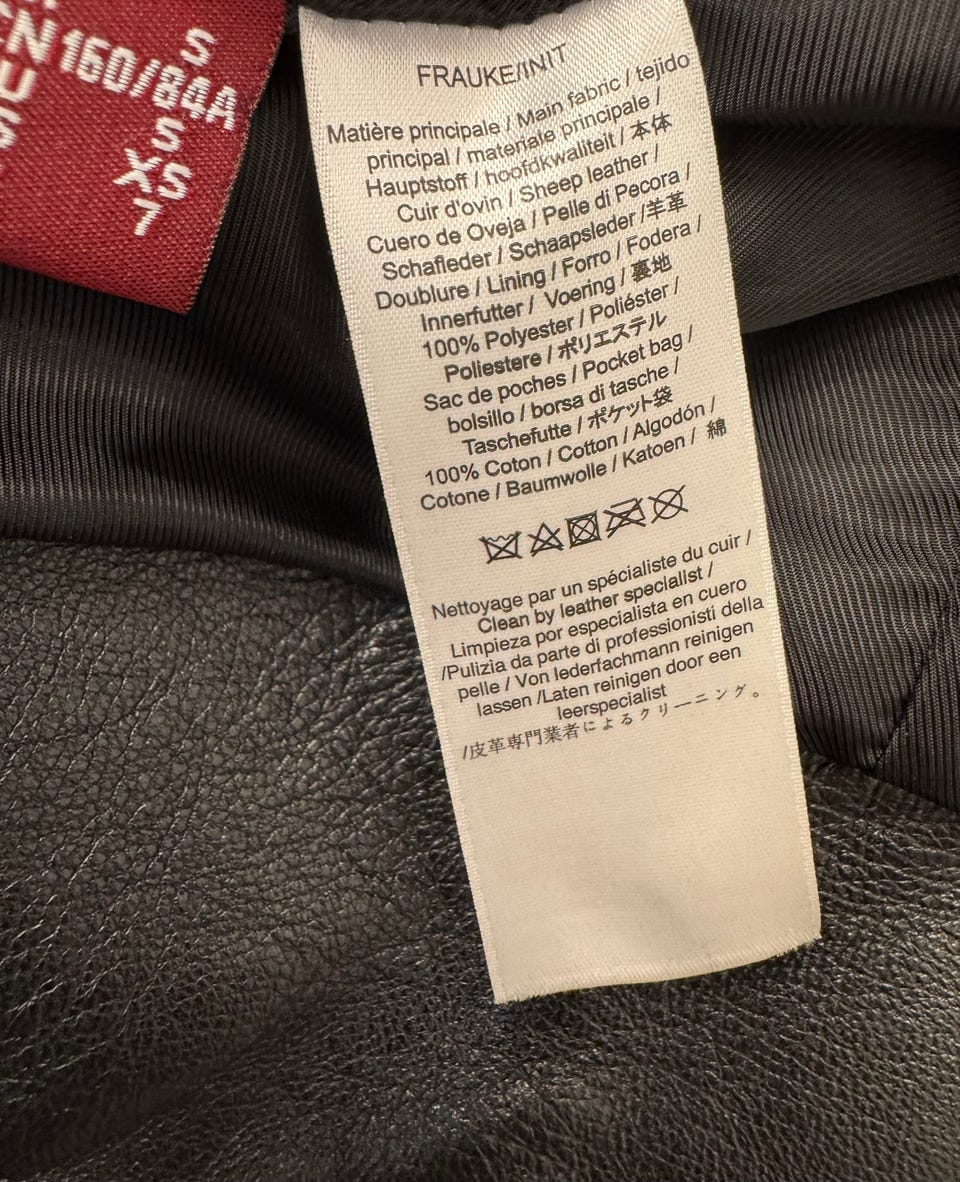 S
160/84A
S
XS
7
FRAUKE/INIT
Matière principale / Main fabric / tejido
principal / materiale principale /
Hauptstoff / hoofdkwaliteit / 本体
Cuir d'ovin / Sheep leather /
Cuero de Oveja / Pelle di Pecora /
Schafleder / Schaapsleder /羊革
Doublure / Lining / Forro / Fodera /
Innerfutter / Voering / 裏地
100% Polyester / Poliéster /
Poliestere / ポリエステル
Sac de poches / Pocket bag /
bolsillo / borsa di tasche /
Taschefutte / ポケット袋
100% Coton / Cotton / Algodón /
Cotone / Baumwolle / Katoen / 綿
Nettoyage par un spécialiste du cuir /
Clean by leather specialist /
Limpieza por especialista en cuero
/Pulizia da parte di professionisti della
pelle / Von lederfachmann reinigen
lassen /Laten reinigen door een
leerspecialist
/皮革専門業者によるクリーニング。